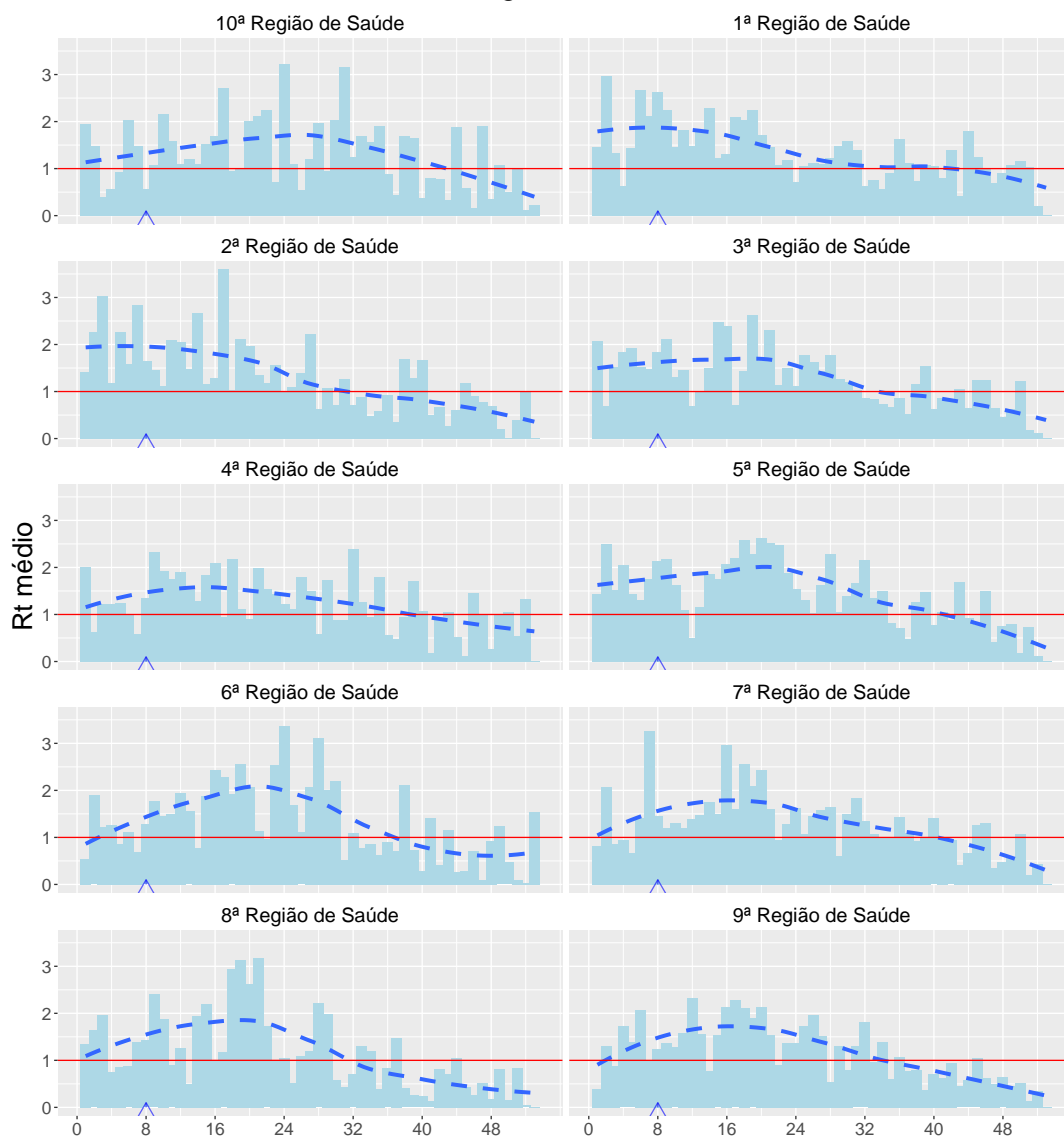 10ª Região de Saúde
1ª Região de Saúde
3
2
1
0
2ª Região de Saúde
3ª Região de Saúde
3
2
1
0
4ª Região de Saúde
5ª Região de Saúde
3
2
1
0
Rt médio
6ª Região de Saúde
7ª Região de Saúde
3
2
1
0
8ª Região de Saúde
9ª Região de Saúde
3
2
1
0
0 8 16 24 32 40 48
0 8 16 24 32 40 48